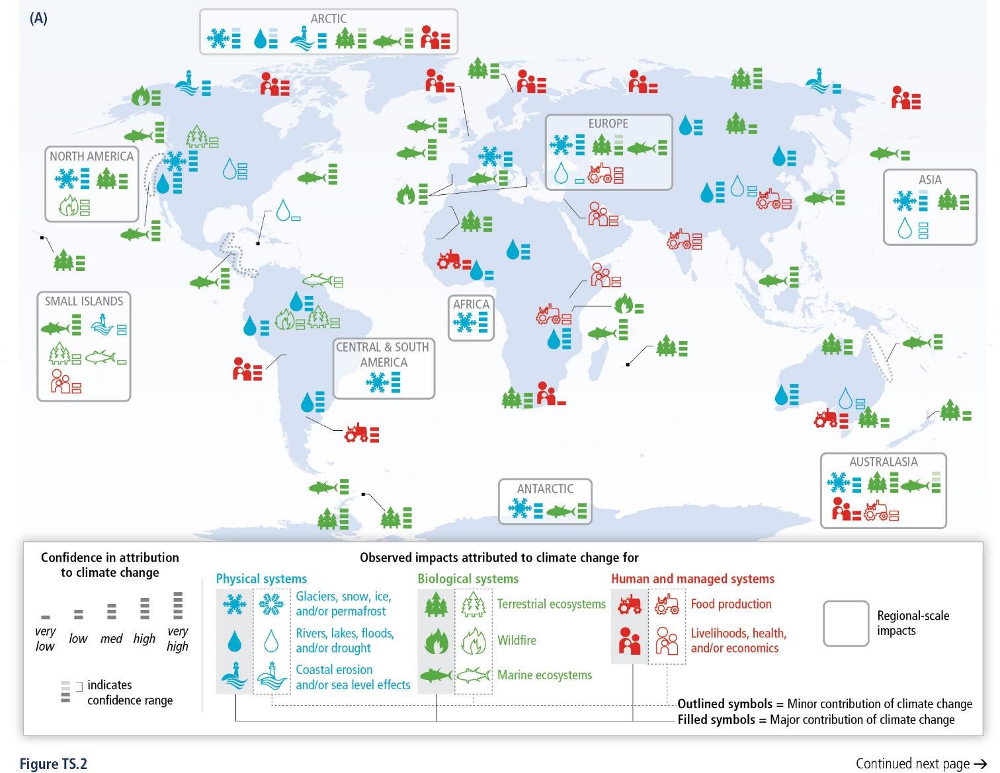 (A)
ARCTIC
EUROPE
NORTH AMERICA
ASIA
SMALL ISLANDS
AFRICA
CENTRAL & SOUTH
AMERICA
AUSTRALASIA
ANTARCTIC
Confidence in attribution
to climate change
very
low
low
med
high
very
high
indicates
confidence range
Observed impacts attributed to climate change for
Physical systems
Glaciers, snow, ice,
and/or permafrost
Rivers, lakes, floods,
and/or drought
Coastal erosion
and/or sea level effects
Biological systems
Terrestrial ecosystems
Wildfire
Marine ecosystems
Human and managed systems
Food production
Livelihoods, health,
and/or economics
Regional-scale
impacts
Outlined symbols = Minor contribution of climate change
Filled symbols = Major contribution of climate change
Figure TS.2
Continued next page →